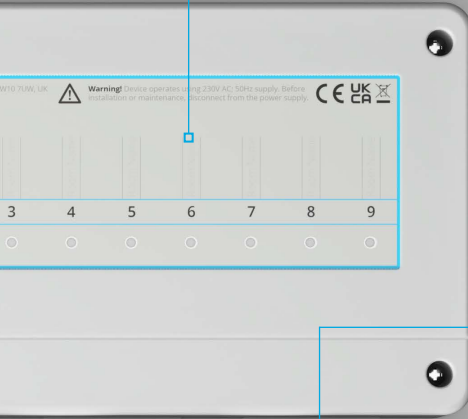 W10 7UW, UK
Warning! Device operates using 230V AC, 50Hz supply. Before
installation or maintenance, disconnect from the power supply.
CE UK
CA
3 4 5 6 7 8 9